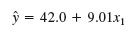 ŷ = 42.0 + 9.01x₁